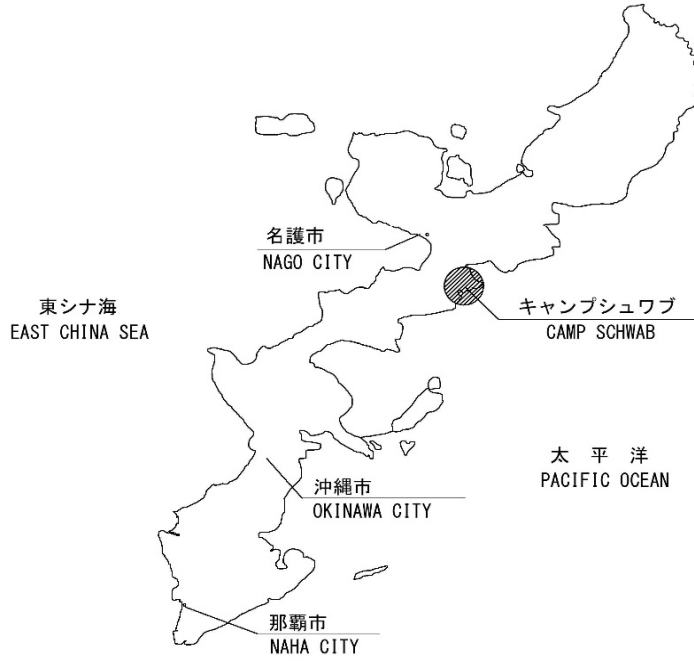 名護市
NAGO CITY
東シナ海
EAST CHINA SEA
キャンプシュワブ
CAMP SCHWAB
太 平 洋
PACIFIC OCEAN
沖縄市
OKINAWA CITY
那覇市
NAHA CITY